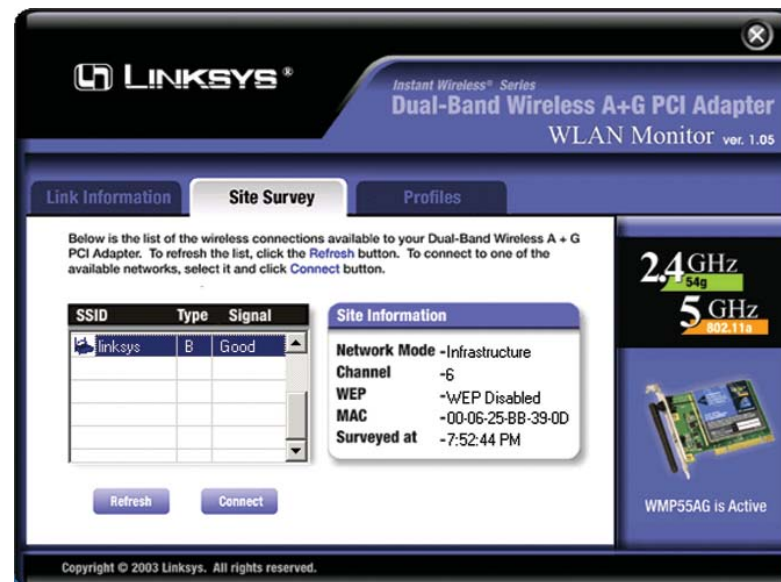 LINKSYS®
Instant Wireless® Series
Dual-Band Wireless A+G PCI Adapter
WLAN Monitor ver. 1.05
Link Information
Site Survey
Profiles
Below is the list of the wireless connections available to your Dual-Band Wireless A + G
PCI Adapter. To refresh the list, click the Refresh button. To connect to one of the
available networks, select it and click Connect button.
SSID Type Signal
linksys B Good
Site Information
Network Mode -Infrastructure
Channel -6
WEP -WEP Disabled
MAC -00-06-25-BB-39-0D
Surveyed at -7:52:44 PM
Refresh
Connect
2.4 GHz
54g
5 GHz
802.11a
WMP55AG is Active
Copyright © 2003 Linksys. All rights reserved.